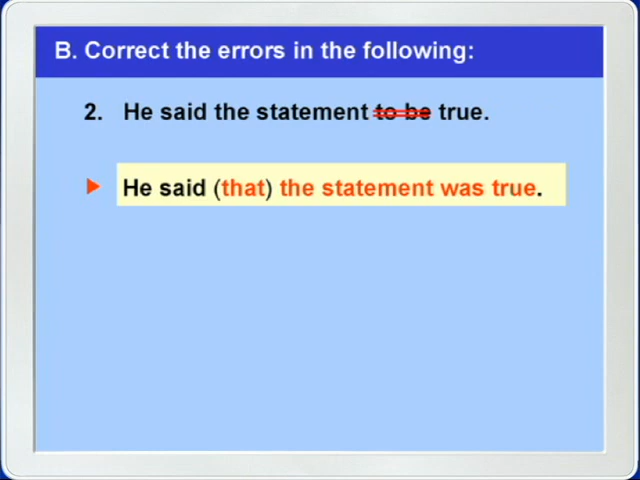 B. Correct the errors in the following:
2. He said the statement to be true.
He said (that) the statement was true.